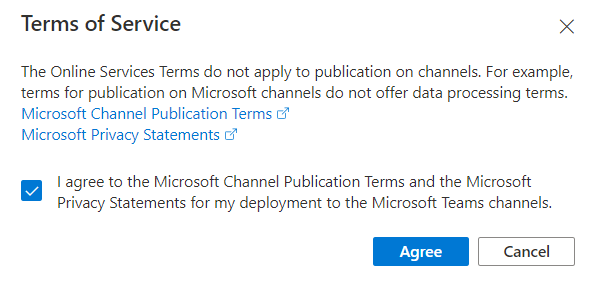 Terms of Service
The Online Services Terms do not apply to publication on channels. For example,
terms for publication on Microsoft channels do not offer data processing terms.
Microsoft Channel Publication Terms
Microsoft Privacy Statements
I agree to the Microsoft Channel Publication Terms and the Microsoft
Privacy Statements for my deployment to the Microsoft Teams channels.
Agree
Cancel